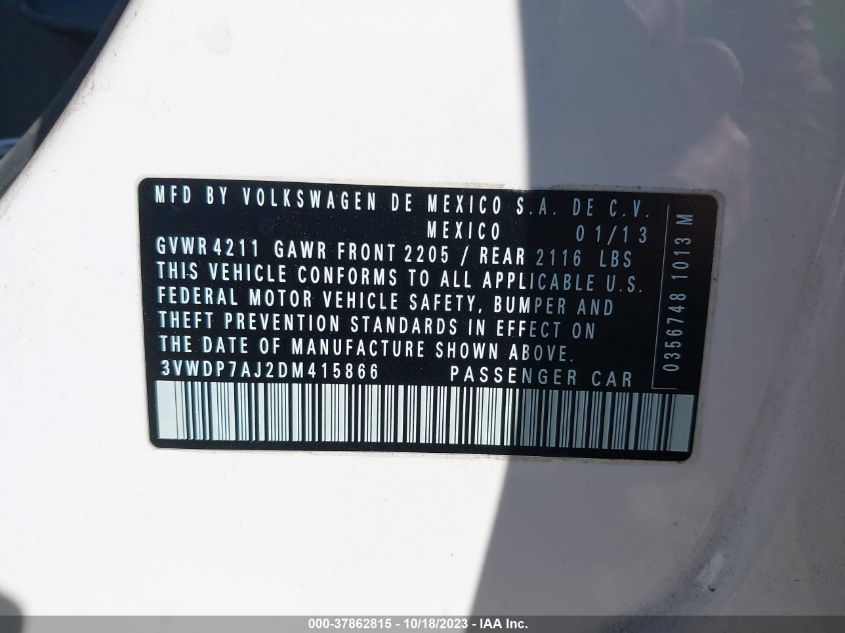 MFD BY VOLKSWAGEN DE MEXICO S.A. DE C.V.
MEXICO 01/13
GVWR 4211 GAWR FRONT 2205 / REAR 2116 LBS
THIS VEHICLE CONFORMS TO ALL APPLICABLE U.S.
FEDERAL MOTOR VEHICLE SAFETY, BUMPER AND
THEFT PREVENTION STANDARDS IN EFFECT ON
THE DATE OF MANUFACTURE SHOWN ABOVE.
3VWDP7AJ2DM415866 PASSENGER CAR
0356748 1013 M
000-37862815 - 10/18/2023 - IAA Inc.